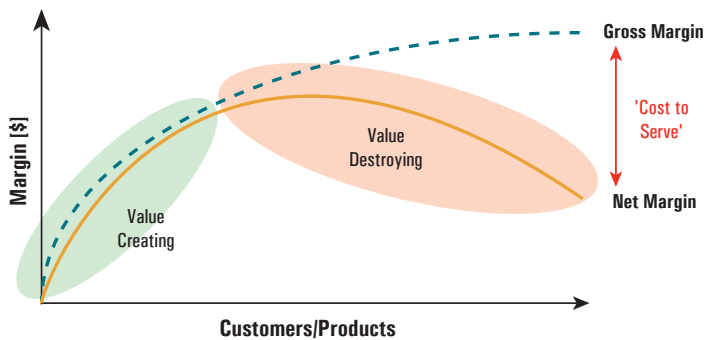 Gross Margin
'Cost to
Serve'
Net Margin
Value
Destroying
Value
Creating
Margin [$]
Customers/Products